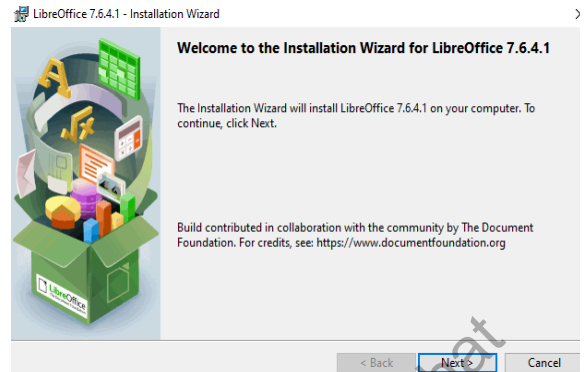 LibreOffice 7.6.4.1 - Installation Wizard
Welcome to the Installation Wizard for LibreOffice 7.6.4.1
The Installation Wizard will install LibreOffice 7.6.4.1 on your computer. To
continue, click Next.
Build contributed in collaboration with the community by The Document
Foundation. For credits, see: https://www.documentfoundation.org
LibreOffice
< Back
Next >
Cancel